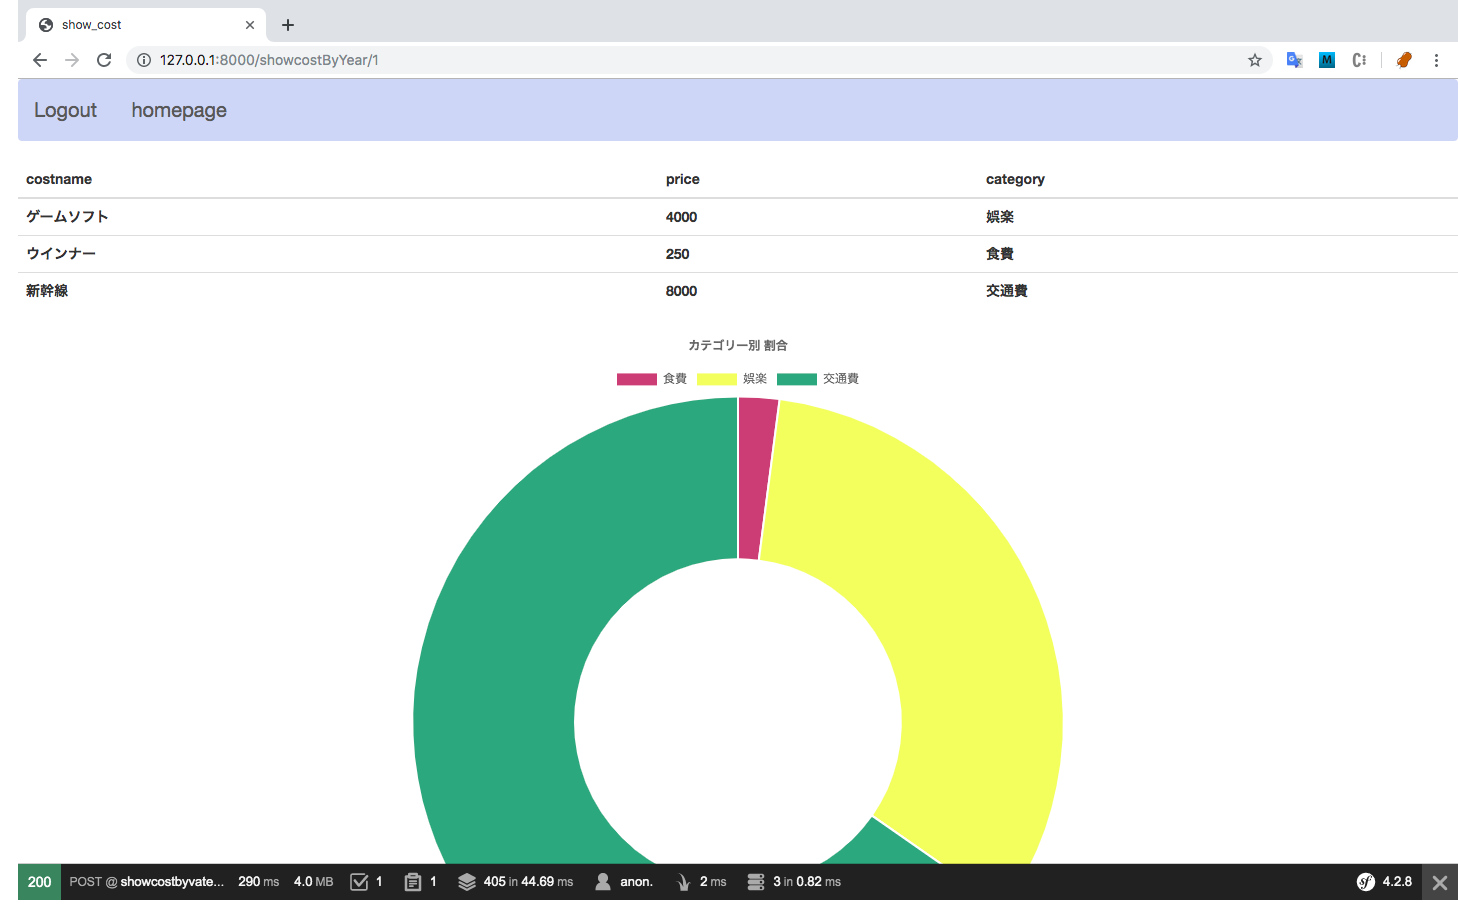 show_cost
127.0.0.1:8000/showcostByYear/1
Logout homepage
costname price category
ゲームソフト 4000 娯楽
ウインナー 250 食費
新幹線 8000 交通費
カテゴリー別 割合
食費 娯楽 交通費
200 POST @ showcostbyyate... 290 ms 4.0 MB 1 1 405 in 44.69 ms anon. 2 ms 3 in 0.82 ms sf 4.2.8